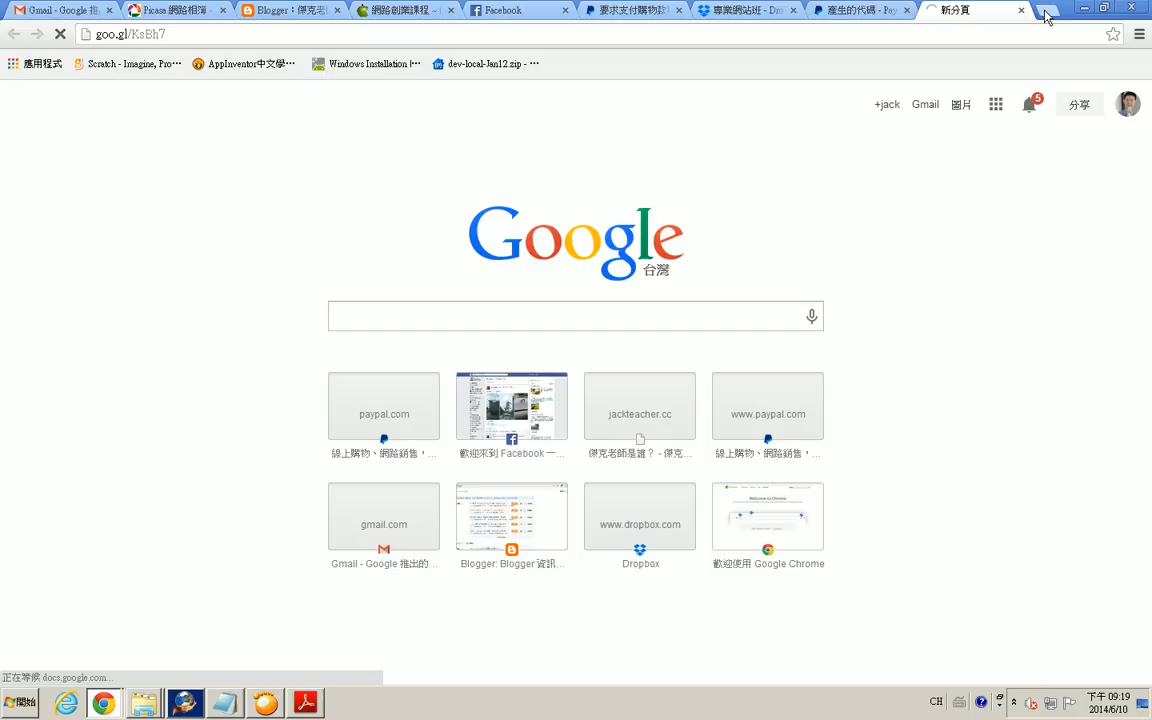 Gmail - Google 推
Picasa 網路相簿 -
Blogger：傑克老
網路創業課程 –
Facebook
要求支付購物款
專業網站班 - Dro
產生的代碼 - Pay
新分頁
goo.gl/KsBh7
應用程式
Scratch - Imagine, Pro···
AppInventor中文學···
Windows Installation |···
dev-local-Jan12.zip - ···
+jack
Gmail
圖片
5
分享
Google
台灣
paypal.com
jackteacher.cc
www.paypal.com
線上購物、網路銷售，...
歡迎來到 Facebook 一...
傑克老師是誰？ - 傑克...
線上購物、網路銷售，...
gmail.com
www.dropbox.com
Welcome to Chrome
Gmail - Google 推出的...
Blogger: Blogger 資訊...
Dropbox
歡迎使用 Google Chrome
正在等候 docs.google.com...
開始
CH
下午 09:19
2014/6/10